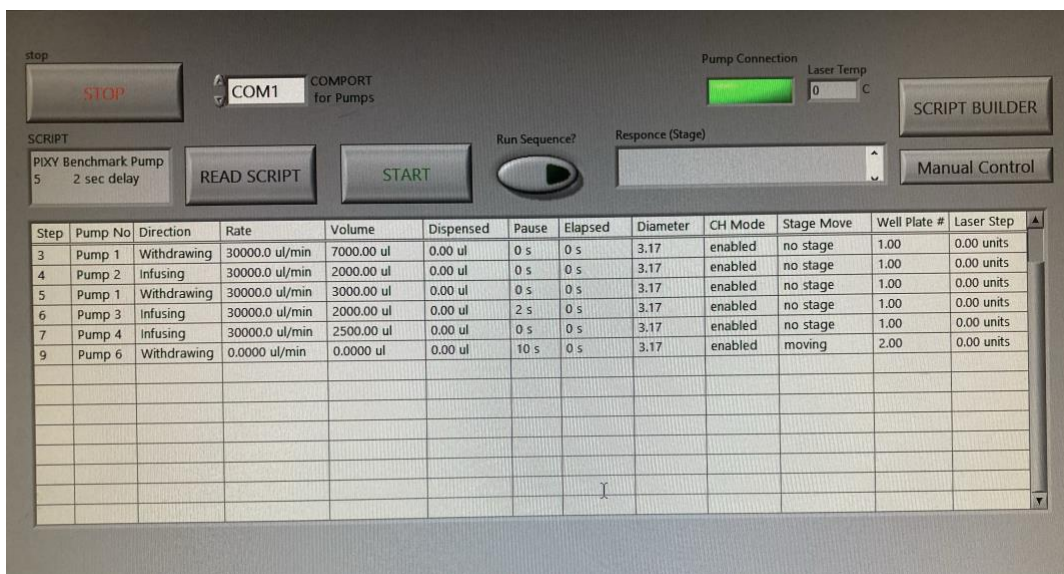 stop
STOP
COM1
COMPORT
for Pumps
Pump Connection
Laser Temp
0 C
SCRIPT BUILDER
SCRIPT
PIXY Benchmark Pump
5 2 sec delay
READ SCRIPT
START
Run Sequence?
Responce (Stage)
Manual Control
Step Pump No Direction Rate Volume Dispensed Pause Elapsed Diameter CH Mode Stage Move Well Plate # Laser Step
3 Pump 1 Withdrawing 30000.0 ul/min 7000.00 ul 0.00 ul 0 s 0 s 3.17 enabled no stage 1.00 0.00 units
4 Pump 2 Infusing 30000.0 ul/min 2000.00 ul 0.00 ul 0 s 0 s 3.17 enabled no stage 1.00 0.00 units
5 Pump 1 Withdrawing 30000.0 ul/min 3000.00 ul 0.00 ul 0 s 0 s 3.17 enabled no stage 1.00 0.00 units
6 Pump 3 Infusing 30000.0 ul/min 2000.00 ul 0.00 ul 2 s 0 s 3.17 enabled no stage 1.00 0.00 units
7 Pump 4 Infusing 30000.0 ul/min 2500.00 ul 0.00 ul 0 s 0 s 3.17 enabled no stage 1.00 0.00 units
9 Pump 6 Withdrawing 0.0000 ul/min 0.0000 ul 0.00 ul 10 s 0 s 3.17 enabled moving 2.00 0.00 units